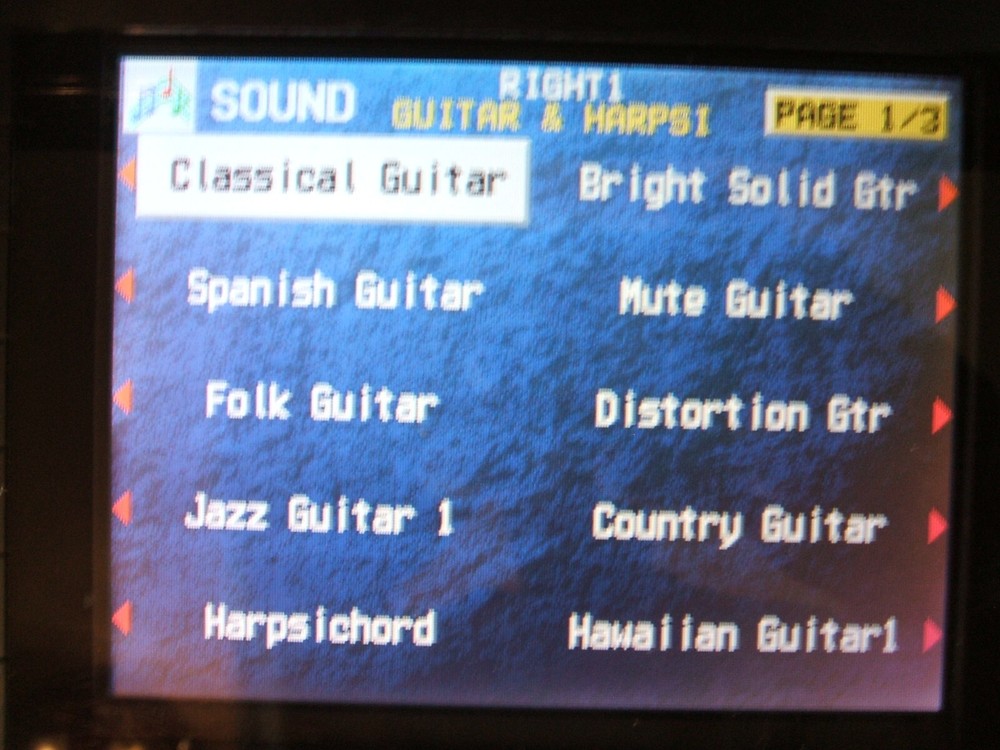 SOUND
RIGHT1
GUITAR & HARPSI
PAGE 1/3
Classical Guitar
Bright Solid Gtr
Spanish Guitar
Mute Guitar
Folk Guitar
Distortion Gtr
Jazz Guitar 1
Country Guitar
Harpsichord
Hawaiian Guitar1